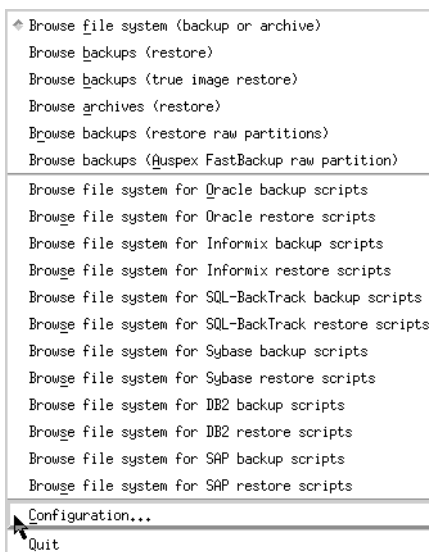 Browse file system (backup or archive)
Browse backups (restore)
Browse backups (true image restore)
Browse archives (restore)
Browse backups (restore raw partitions)
Browse backups (Auspex FastBackup raw partition)
Browse file system for Oracle backup scripts
Browse file system for Oracle restore scripts
Browse file system for Informix backup scripts
Browse file system for Informix restore scripts
Browse file system for SQL-BackTrack backup scripts
Browse file system for SQL-BackTrack restore scripts
Browse file system for Sybase backup scripts
Browse file system for Sybase restore scripts
Browse file system for DB2 backup scripts
Browse file system for DB2 restore scripts
Browse file system for SAP backup scripts
Browse file system for SAP restore scripts
Configuration...
Quit